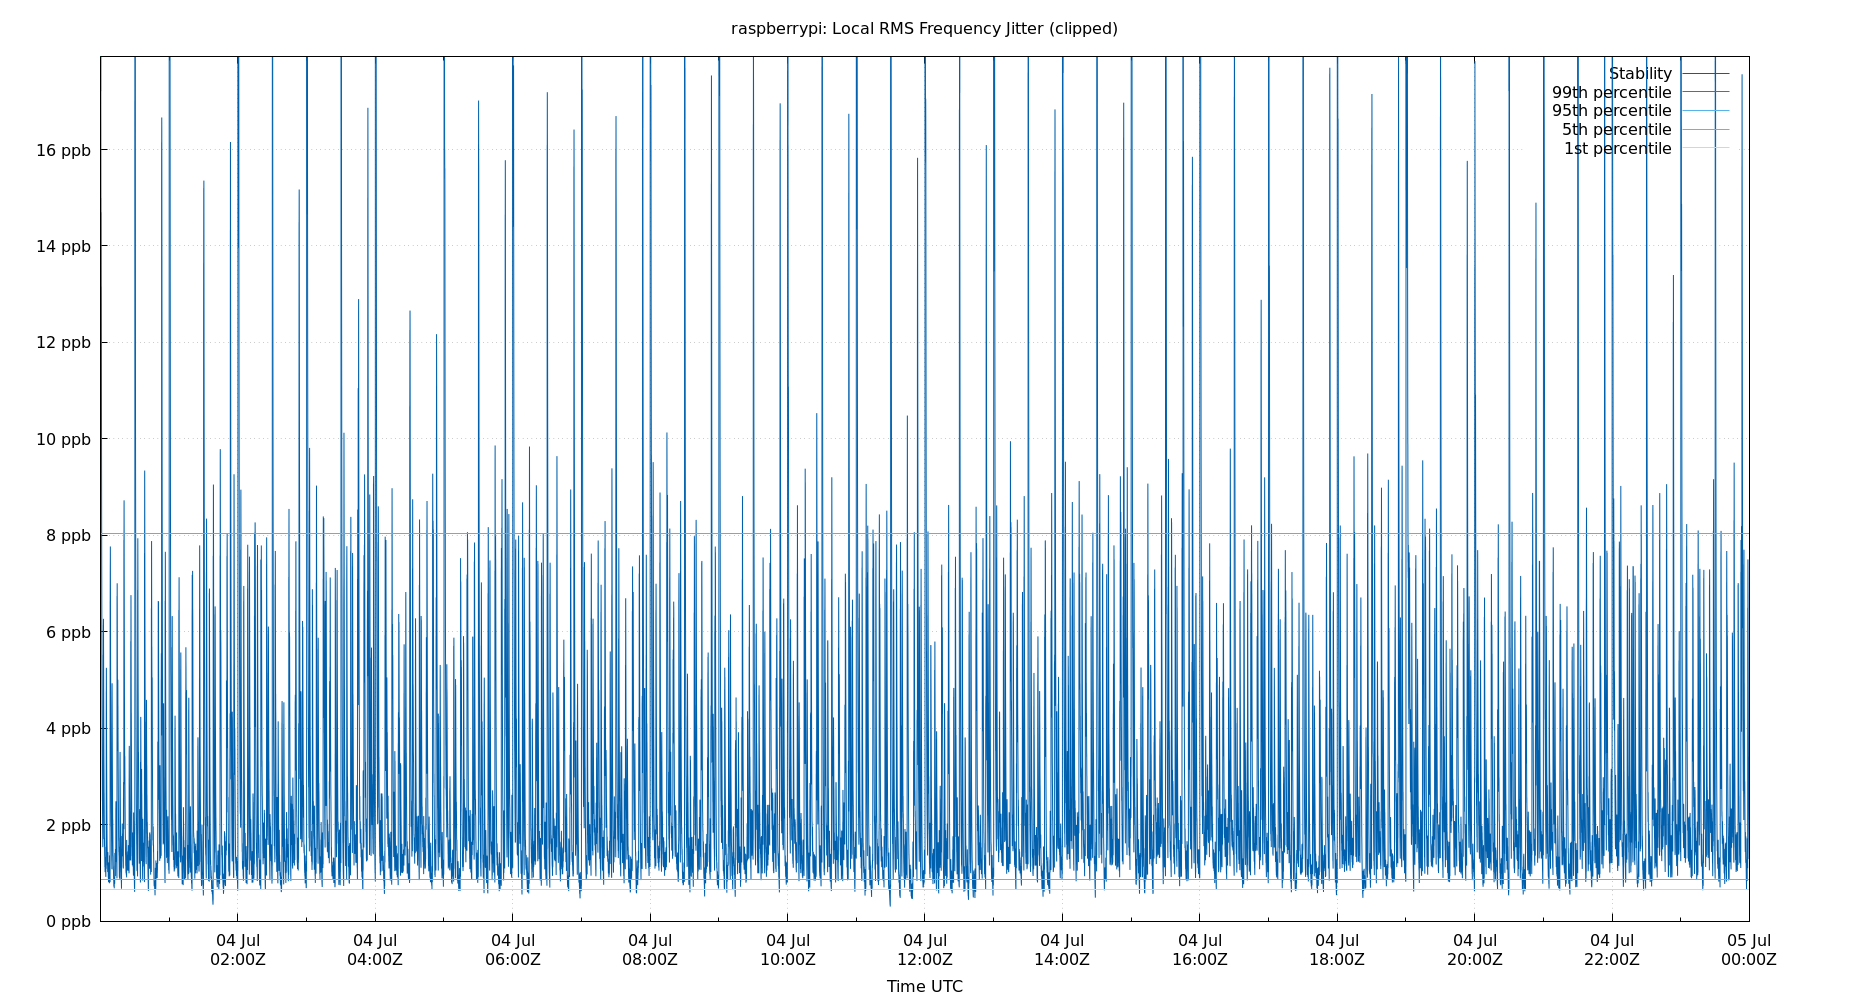 raspberrypi: Local RMS Frequency Jitter (clipped)
Stability
99th percentile
95th percentile
5th percentile
1st percentile
16 ppb
14 ppb
12 ppb
10 ppb
8 ppb
6 ppb
4 ppb
2 ppb
0 ppb
04 Jul 04 Jul 04 Jul 04 Jul 04 Jul 04 Jul 04 Jul 04 Jul 04 Jul 04 Jul 04 Jul 05 Jul
02:00Z 04:00Z 06:00Z 08:00Z 10:00Z 12:00Z 14:00Z 16:00Z 18:00Z 20:00Z 22:00Z 00:00Z
Time UTC